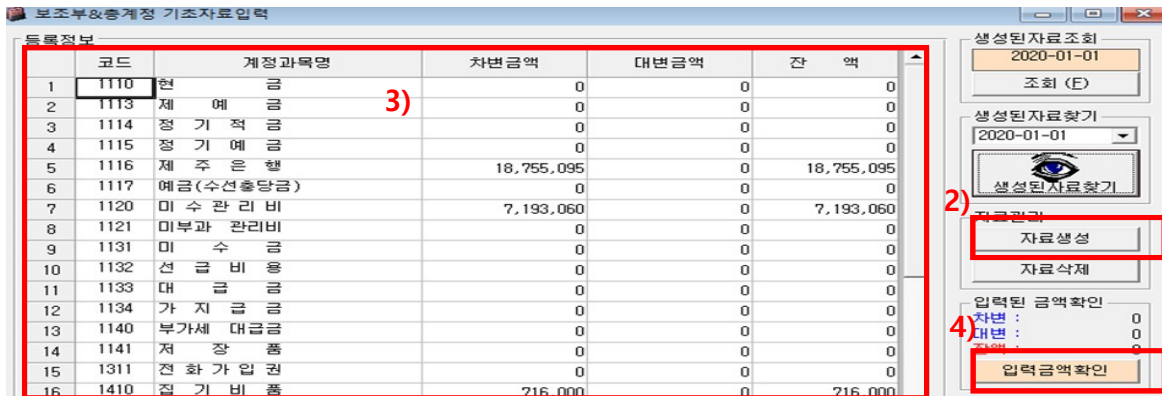 보조부&총계정 기초자료입력
등록정보
코드 계정과목명 차변금액 대변금액 잔 액
1 1110 현 금 0 0 0
2 1113 제 예 금 0 0 0
3 1114 정 기 적 금 0 0 0
4 1115 정 기 예 금 0 0 0
5 1116 제 주 은 행 18,755,095 0 18,755,095
6 1117 예금(수선충당금) 0 0 0
7 1120 미 수 관 리 비 7,193,060 0 7,193,060
8 1121 미부과 관리비 0 0 0
9 1131 미 수 금 0 0 0
10 1132 선 급 비 용 0 0 0
11 1133 대 급 금 0 0 0
12 1134 가 지 급 금 0 0 0
13 1140 부가세 대급금 0 0 0
14 1141 저 장 품 0 0 0
15 1311 전 화 가 입 권 0 0 0
16 1410 집 기 비 품 716,000 0 716,000
3)
생성된자료조회
2020-01-01
조회 (F)
생성된자료찾기
2020-01-01
생성된자료찾기
2)
자료관리
자료생성
자료삭제
입력된 금액확인
차변 : 0
4)
대변 : 0
잔액 : 0
입력금액확인